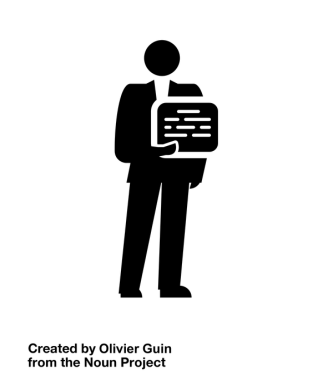 Created by Olivier Guin
from the Noun Project